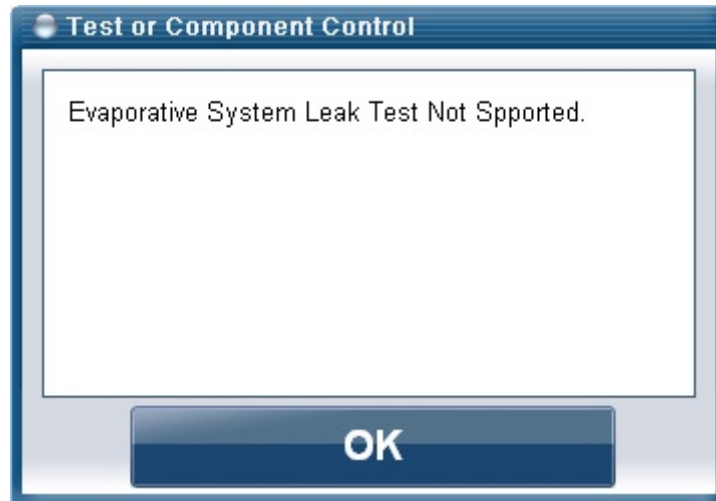 Test or Component Control
Evaporative System Leak Test Not Spported.
OK